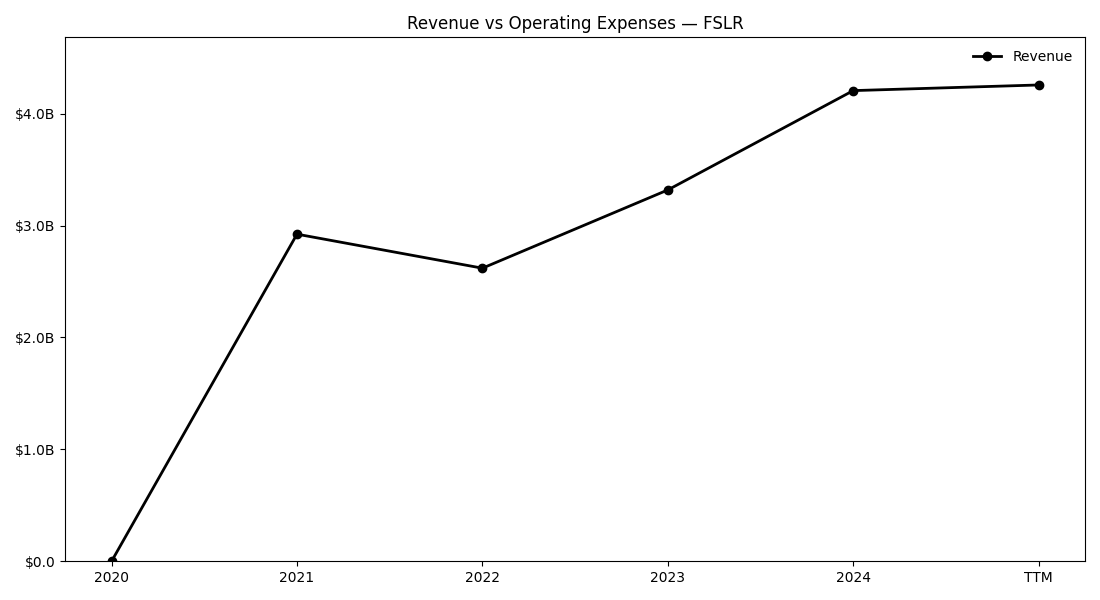 Revenue vs Operating Expenses — FSLR
Revenue
$4.0B
$3.0B
$2.0B
$1.0B
$0.0
2020 2021 2022 2023 2024 TTM